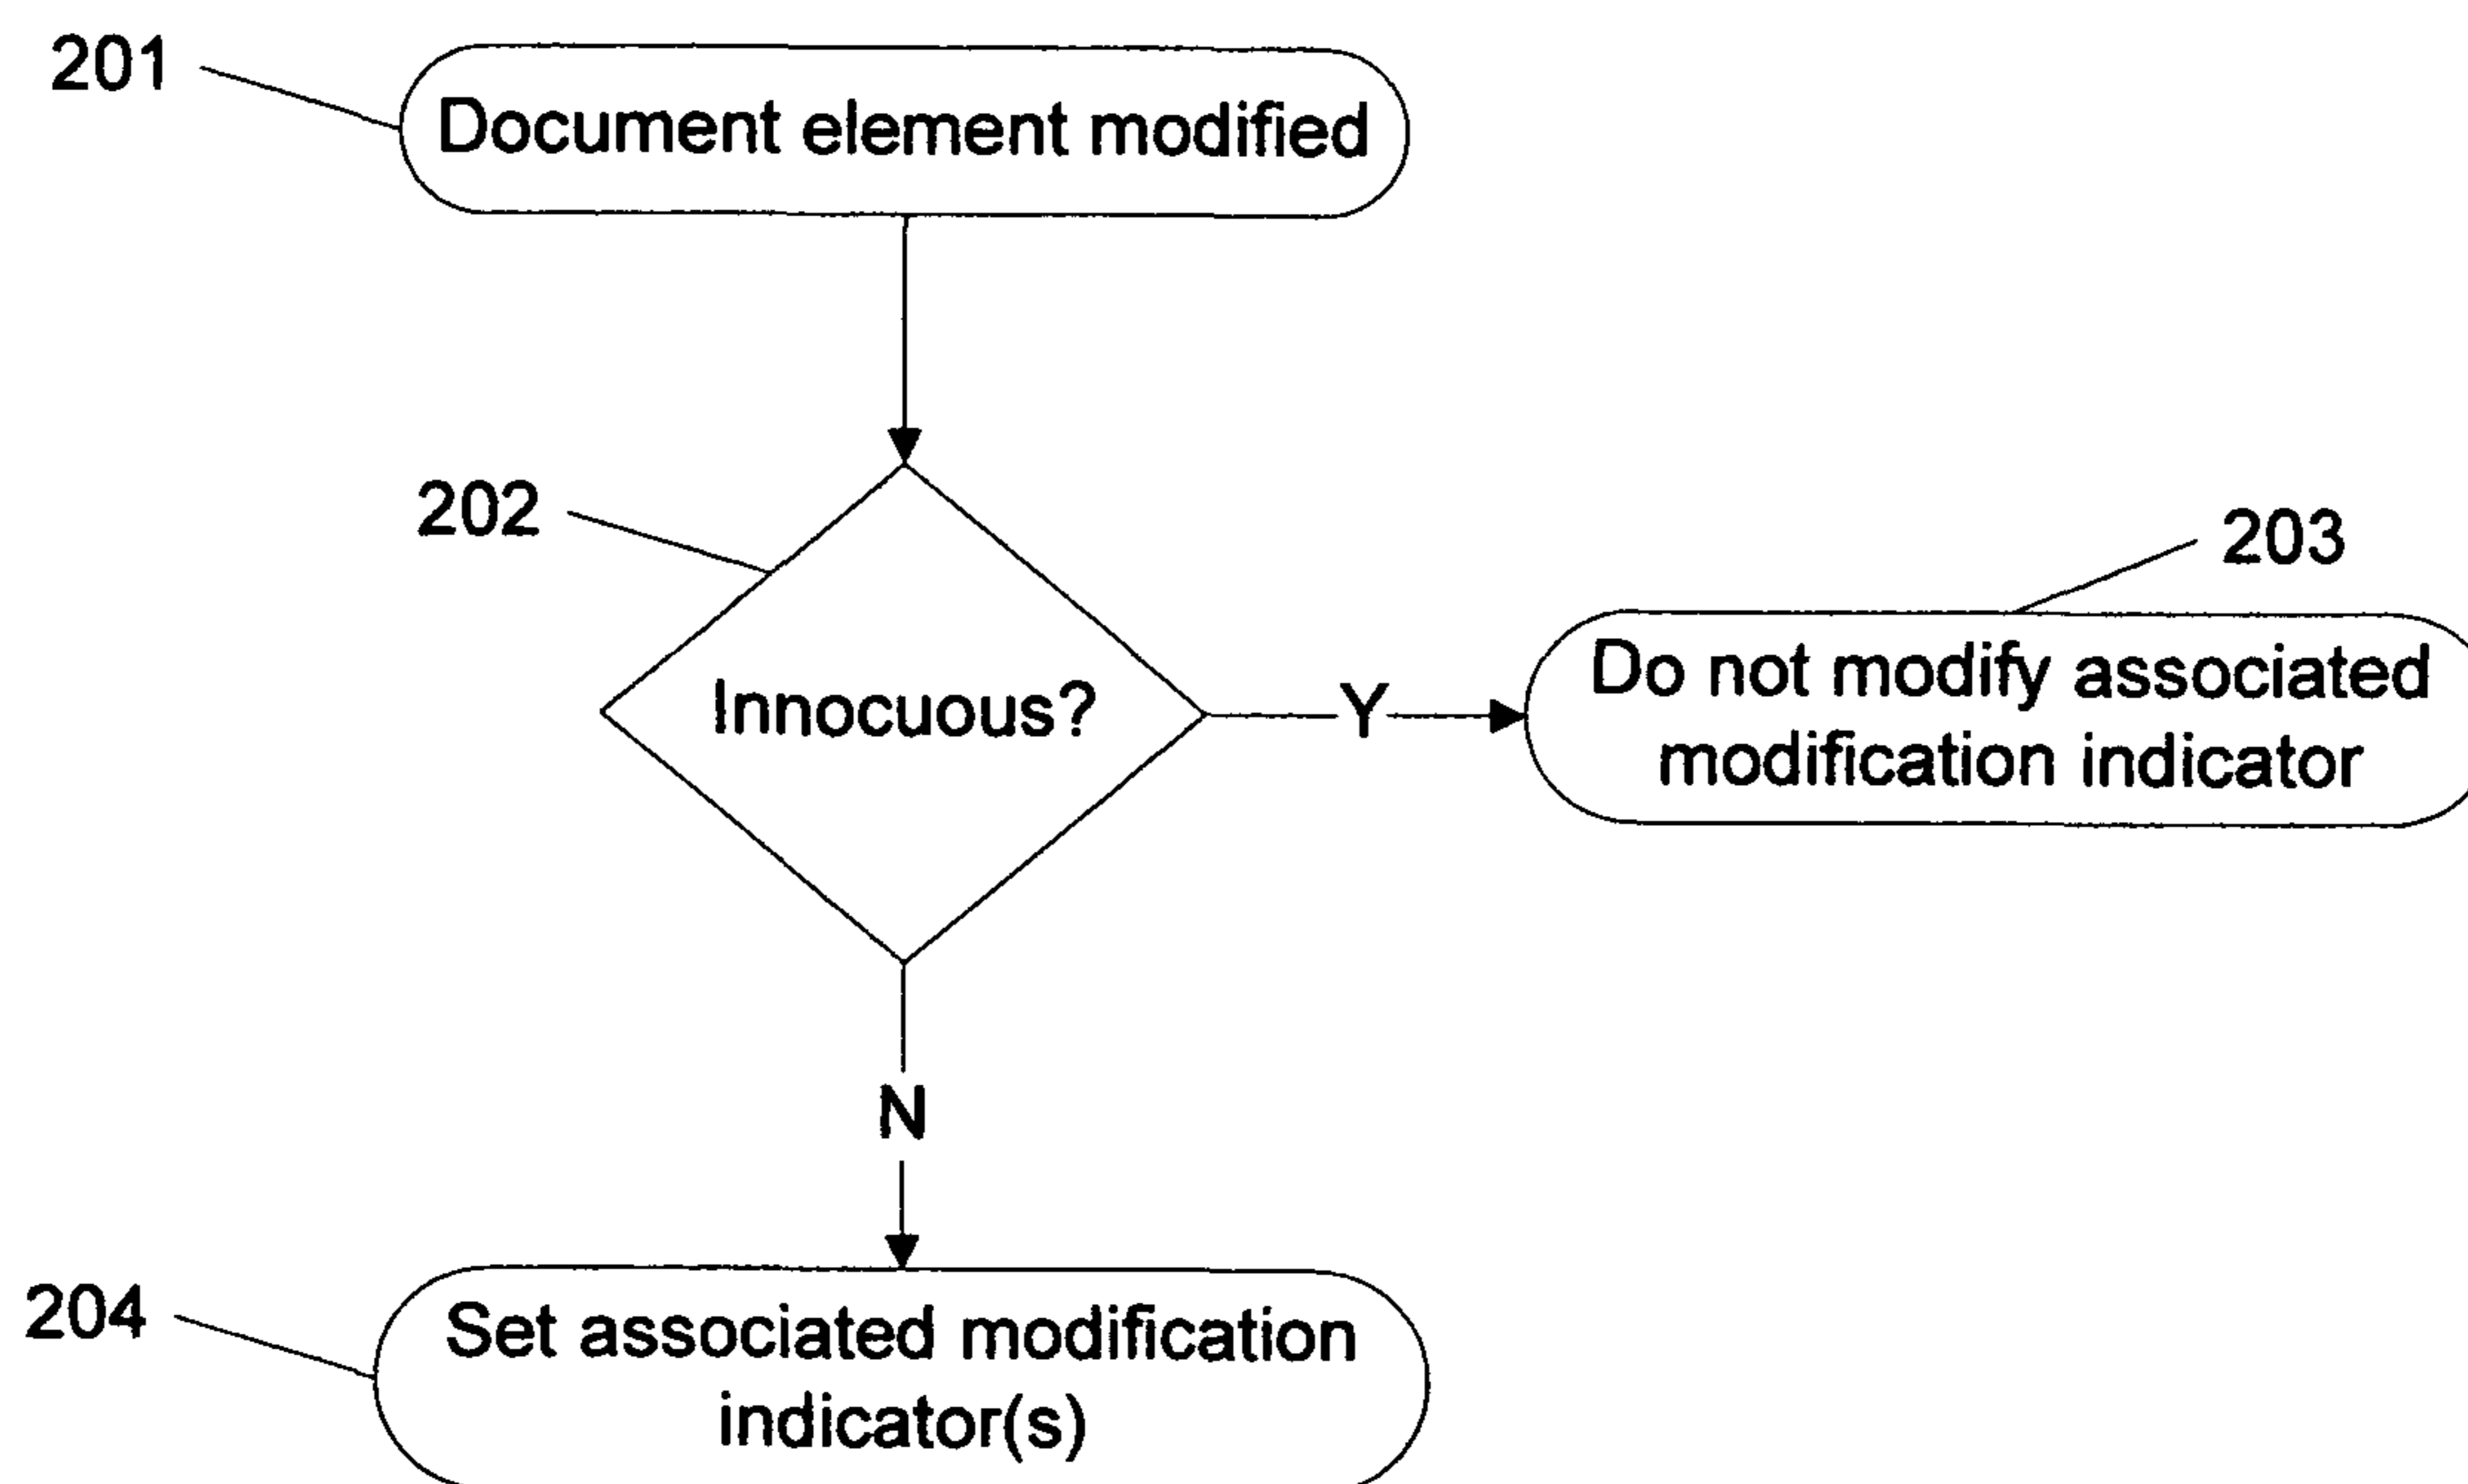 201
Document element modified
202
Innocuous?
Y
203
Do not modify associated
modification indicator
N
204
Set associated modification
indicator(s)